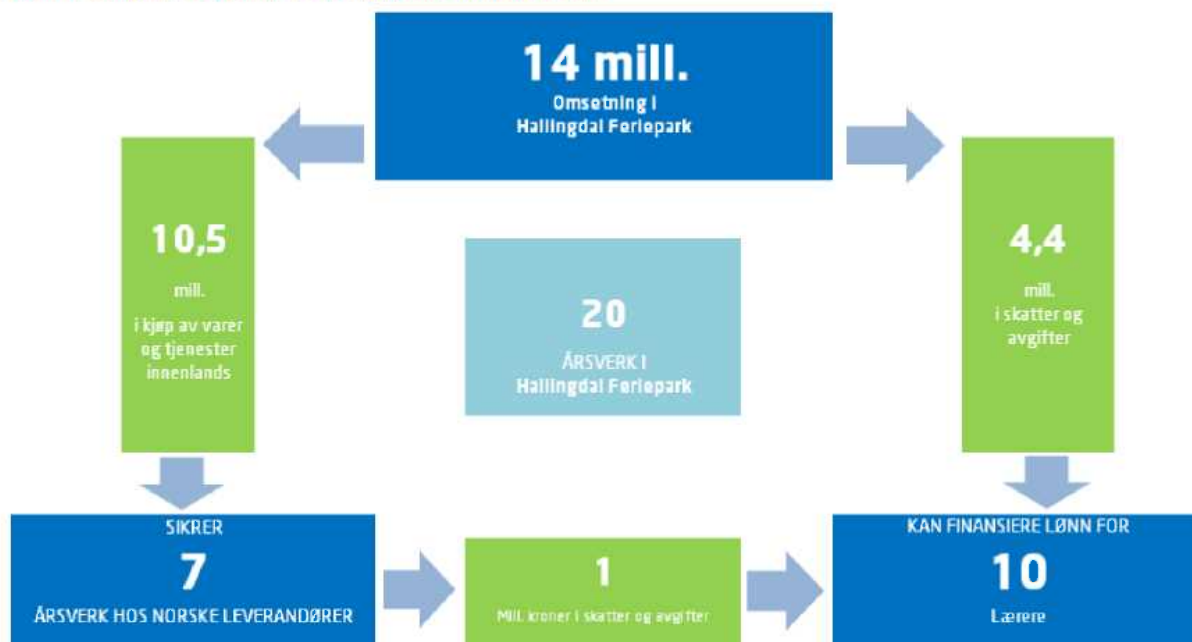 14 mill.
Omsetning i
Hallingdal Feriepark
10,5
mill.
i kjøp av varer
og tjenester
innenlands
4,4
mill.
i skatter og
avgifter
20
ÅRSVERK I
Hallingdal Feriepark
SIKRER
7
ÅRSVERK HOS NORSKE LEVERANDØRER
1
Mill. kroner i skatter og avgifter
KAN FINANSIERE LØNN FOR
10
Lærere